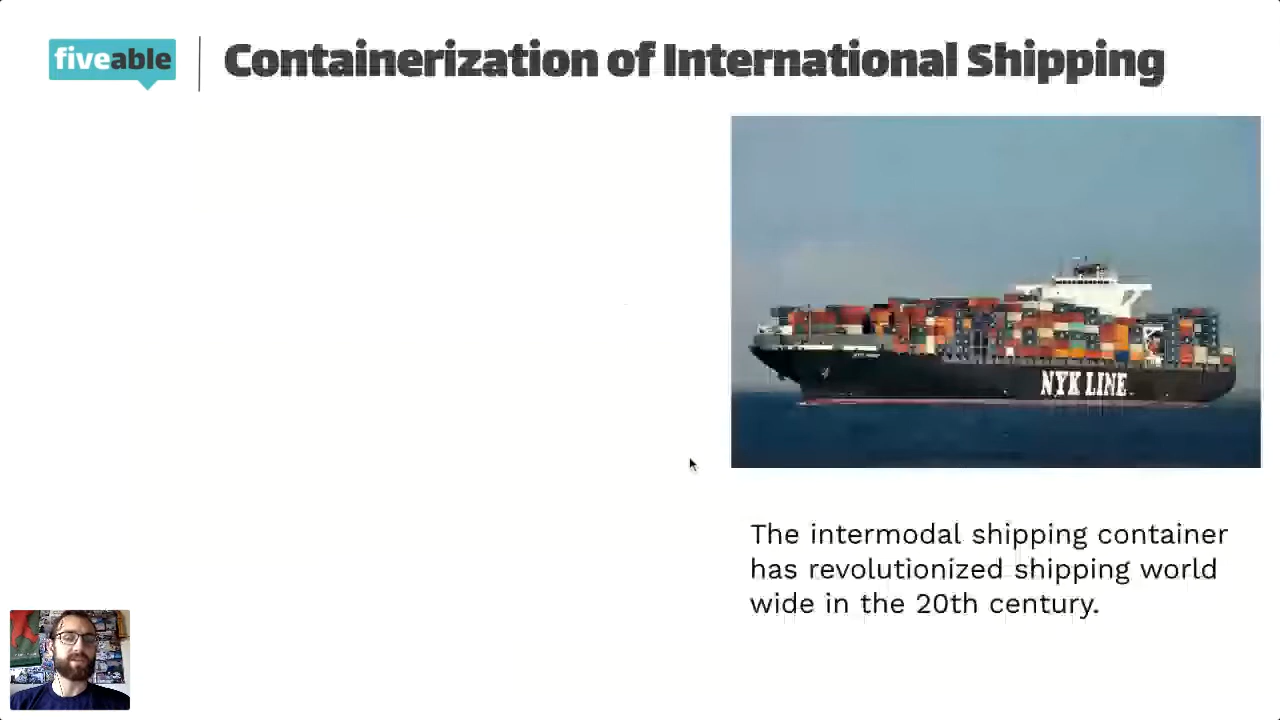 fiveable
Containerization of International Shipping
NYK LINE
The intermodal shipping container
has revolutionized shipping world
wide in the 20th century.